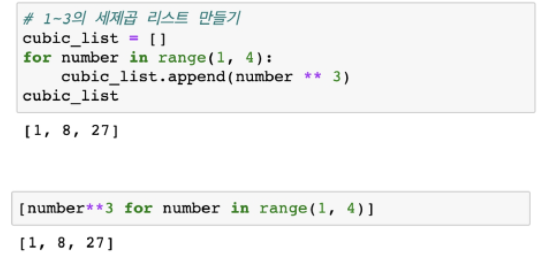 # 1~3의 세제곱 리스트 만들기
cubic_list = []
for number in range(1, 4):
    cubic_list.append(number ** 3)
cubic_list
[1, 8, 27]
[number**3 for number in range(1, 4)]
[1, 8, 27]